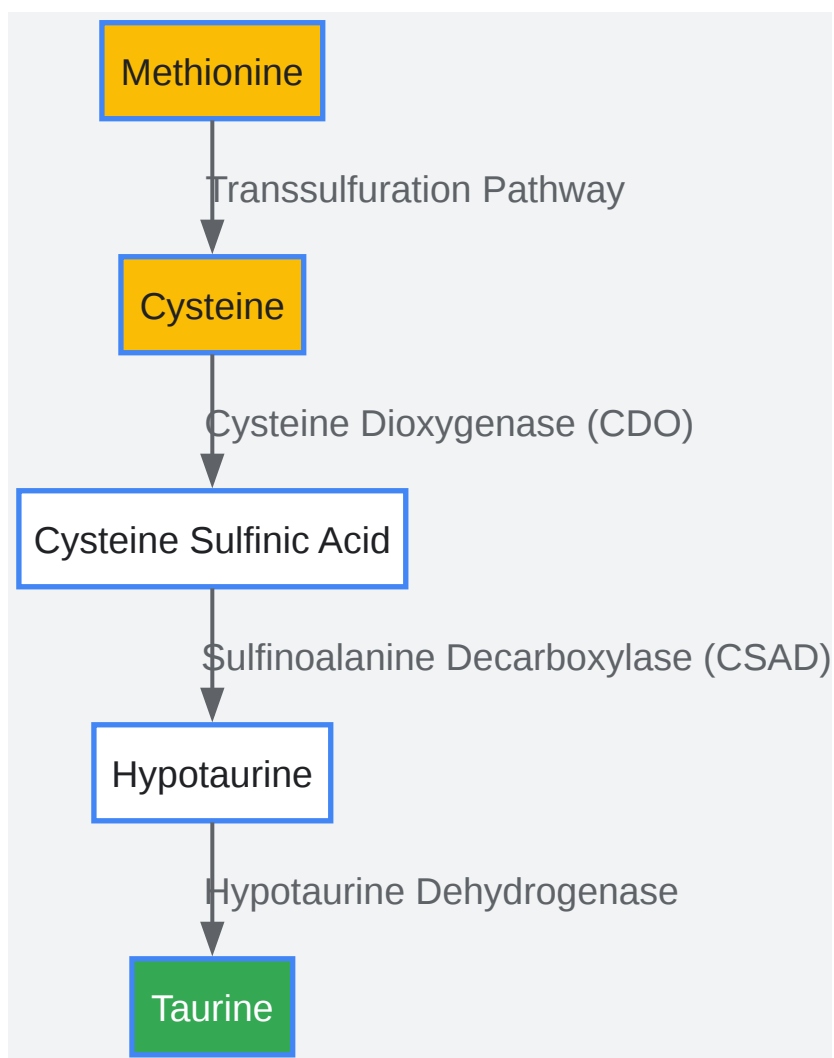 Methionine
Transsulfuration Pathway
Cysteine
Cysteine Dioxygenase (CDO)
Cysteine Sulfinic Acid
Sulfinoalanine Decarboxylase (CSAD)
Hypotaurine
Hypotaurine Dehydrogenase
Taurine